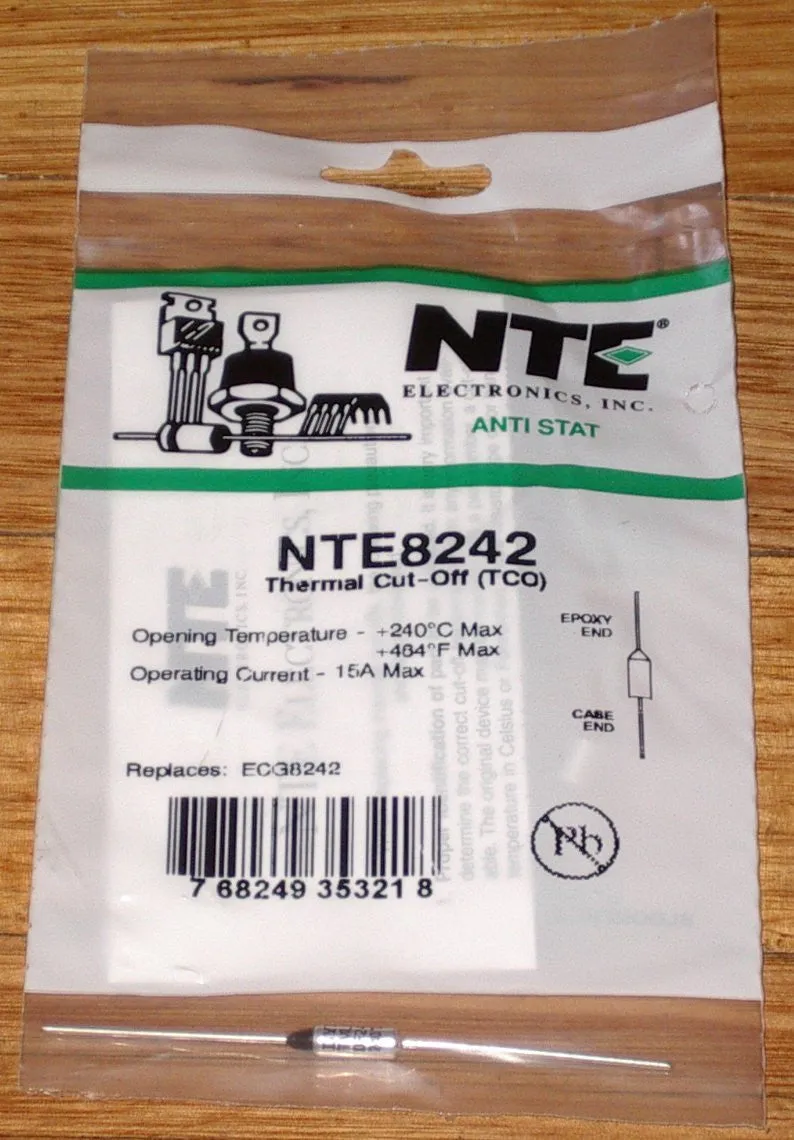 NTE®
ELECTRONICS, INC.
ANTI STAT
NTE8242
Thermal Cut-Off (TCO)
Opening Temperature - +240°C Max
+464°F Max
Operating Current - 15A Max
EPOXY
END
CASE
END
Replaces: ECG8242
7 68249 35321 8
Pb